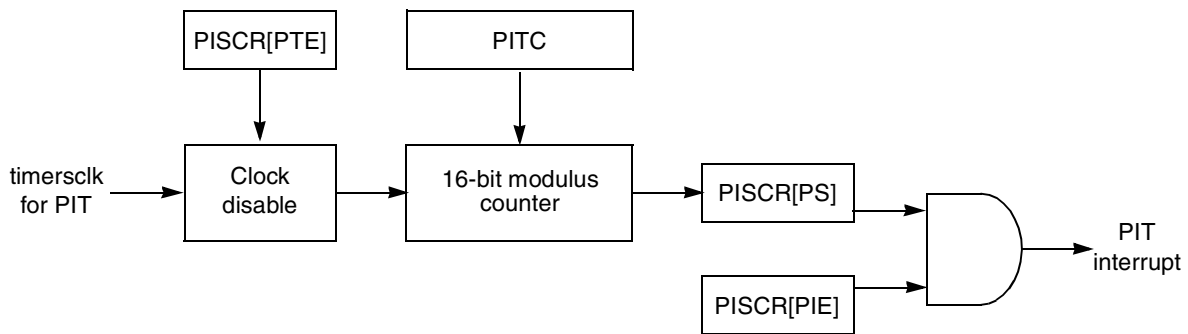 PISCR[PTE]
PITC
timersclk
for PIT
Clock
disable
16-bit modulus
counter
PISCR[PS]
PISCR[PIE]
PIT
interrupt